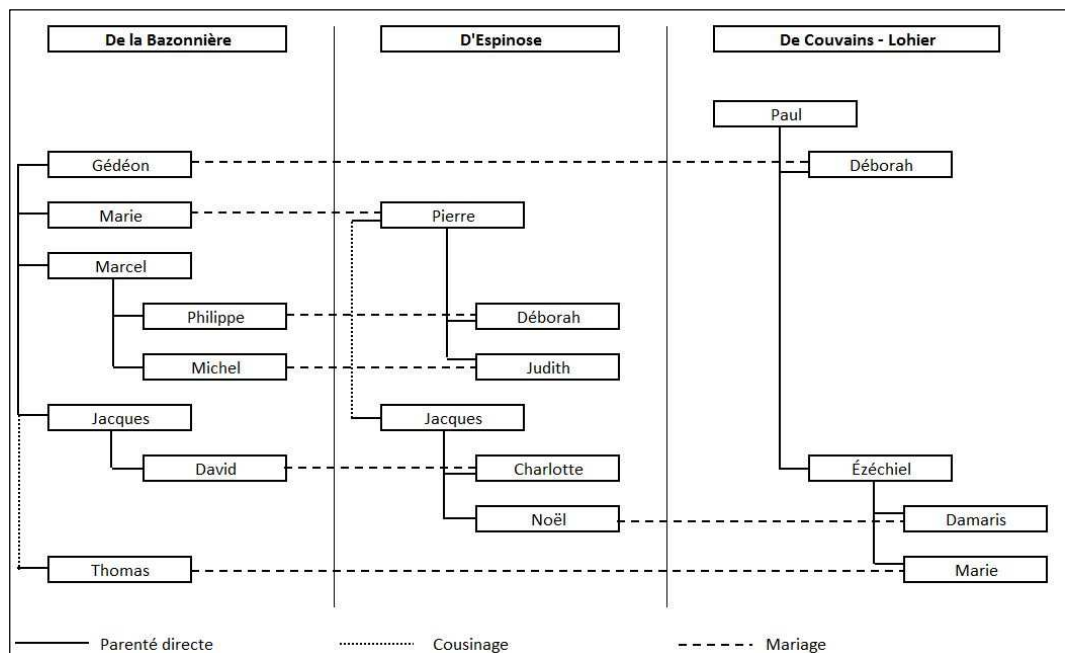 De la Bazonnière
D'Espinose
De Couvains - Lohier
Paul
Gédéon
Déborah
Marie
Pierre
Marcel
Philippe
Déborah
Michel
Judith
Jacques
Jacques
David
Charlotte
Ézéchiel
Noël
Damaris
Thomas
Marie
Parenté directe
Cousinage
Mariage